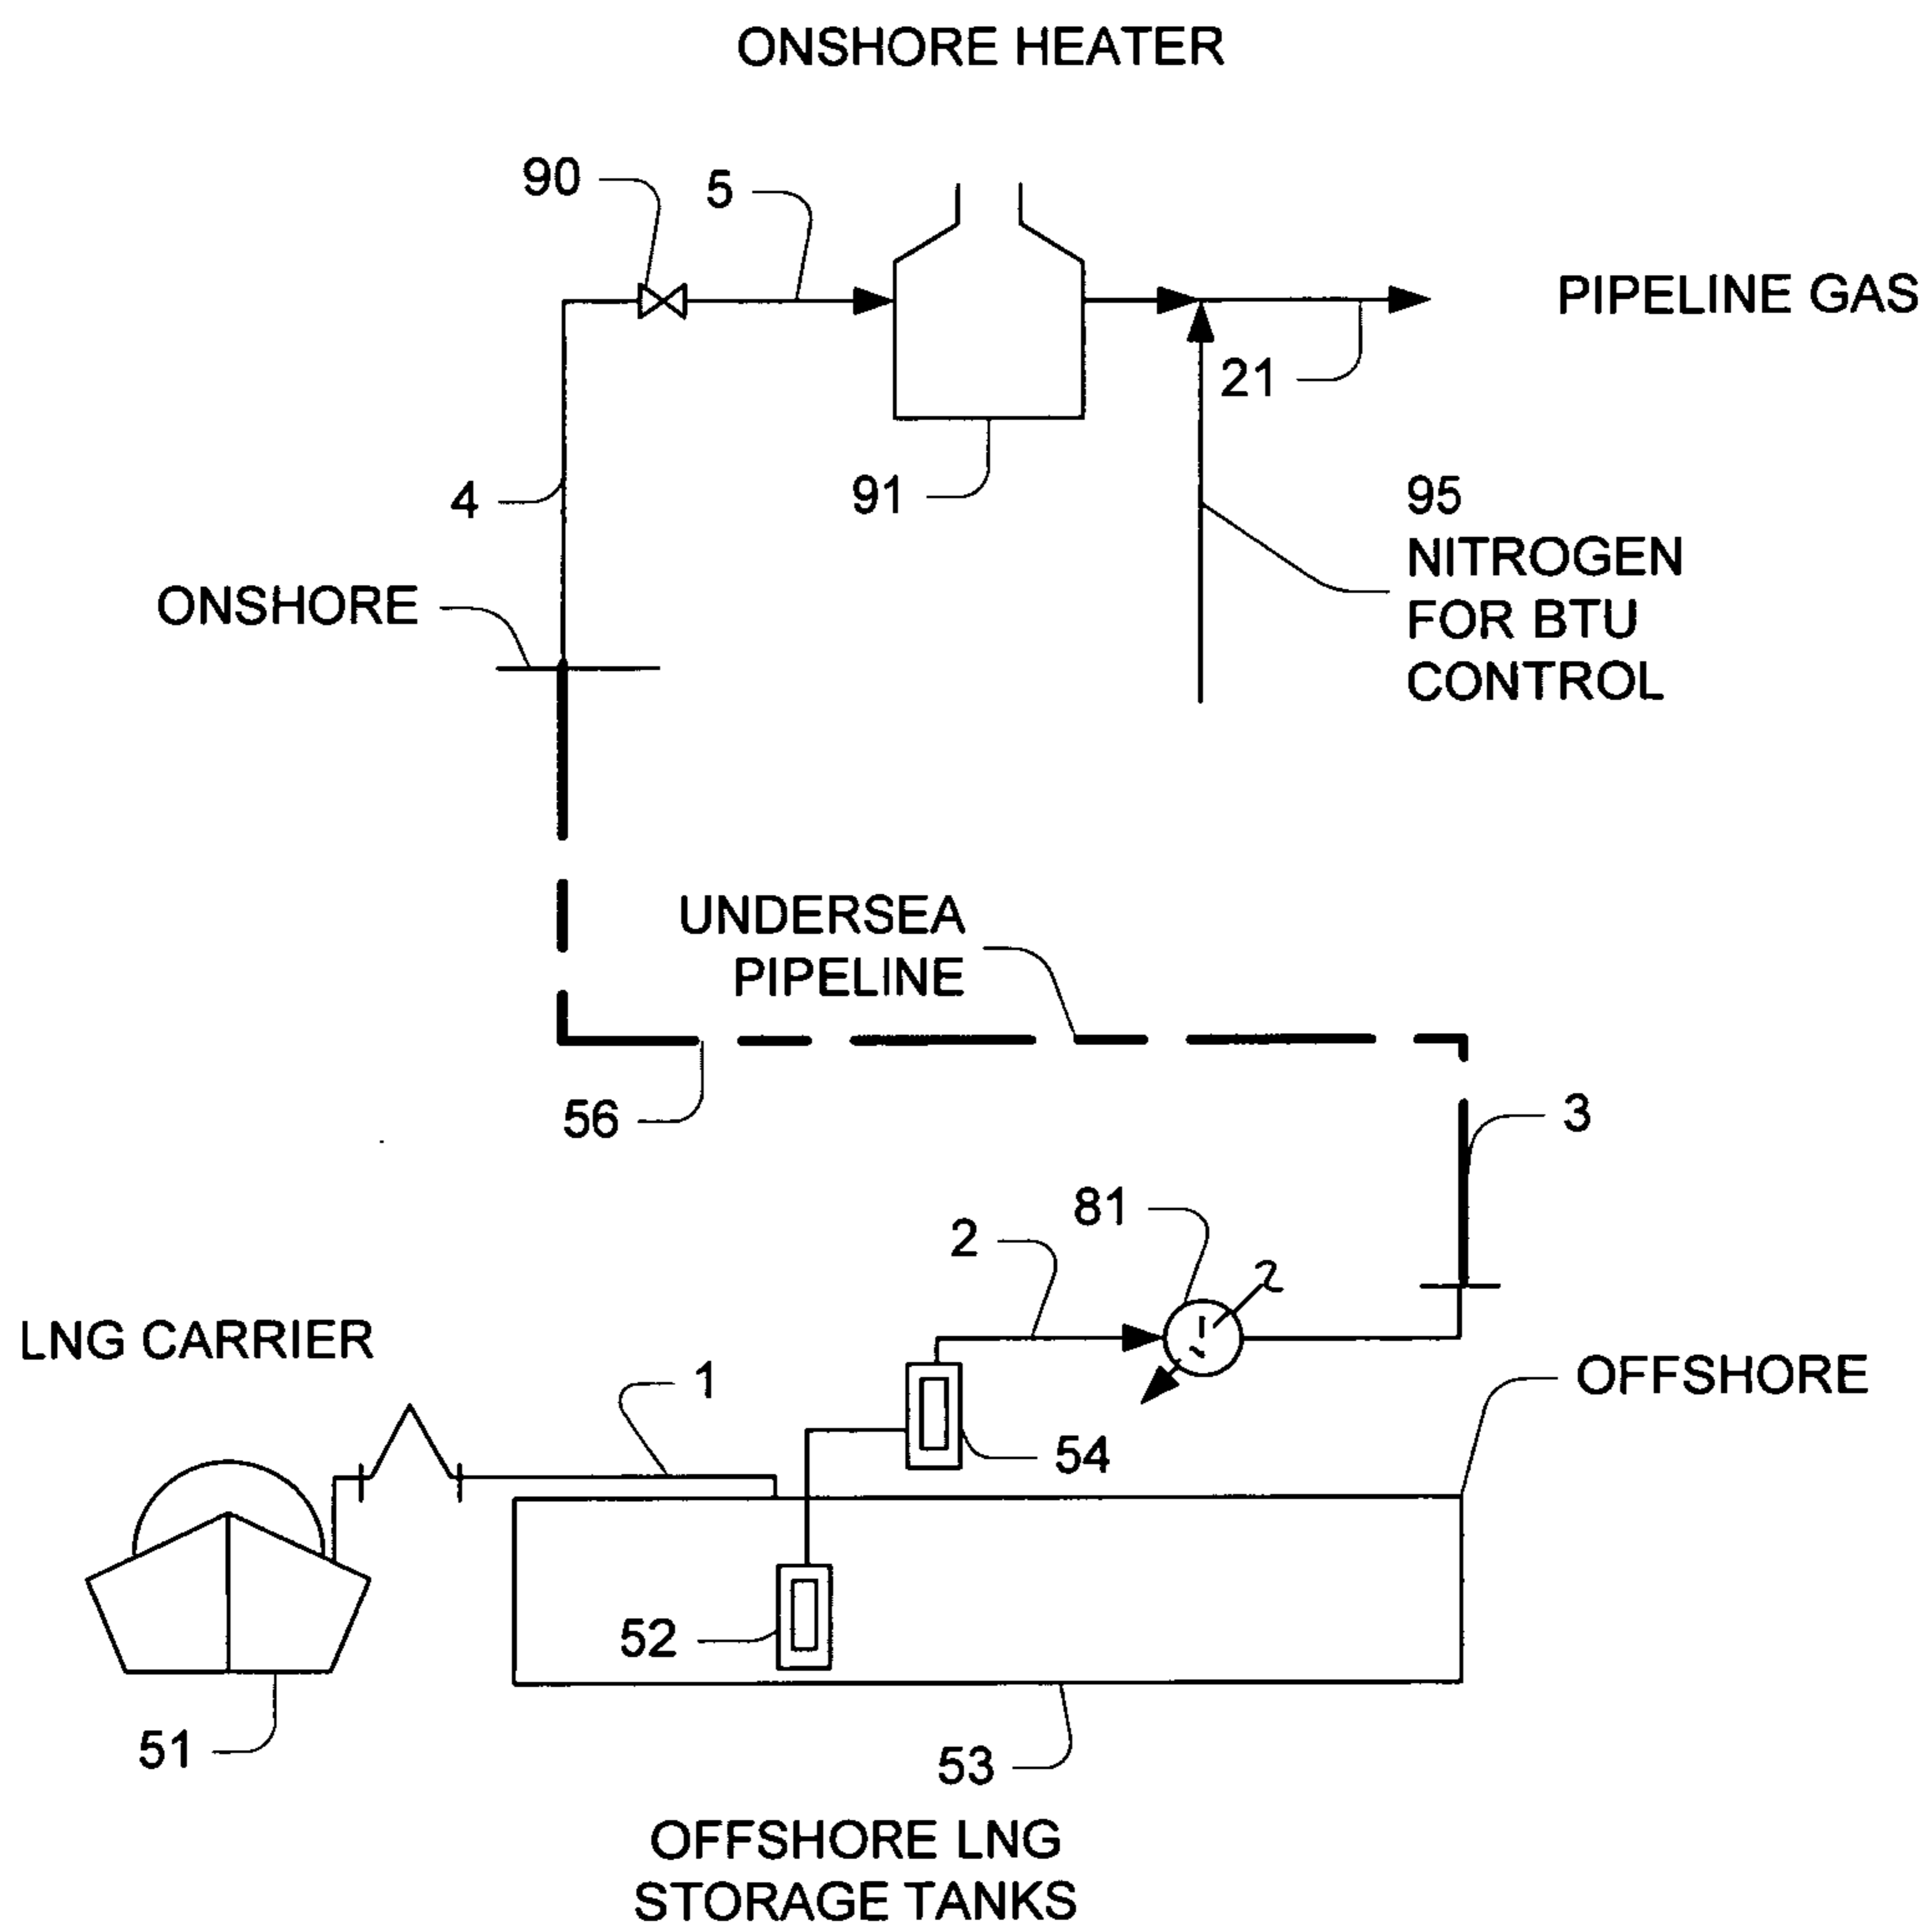 ONSHORE HEATER
90
5
PIPELINE GAS
21
4
91
95
NITROGEN
FOR BTU
CONTROL
ONSHORE
UNDERSEA
PIPELINE
56
3
81
2
LNG CARRIER
1
OFFSHORE
54
52
51
53
OFFSHORE LNG
STORAGE TANKS